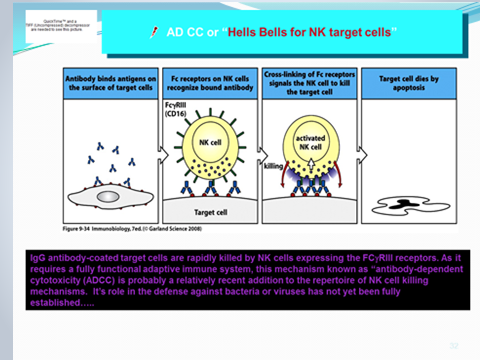 QuickTime™ and a
TIFF (Uncompressed) decompressor
are needed to see this picture.
AD CC or “Hells Bells for NK target cells”
Antibody binds antigens on
the surface of target cells
Fc receptors on NK cells
recognize bound antibody
Cross-linking of Fc receptors
signals the NK cell to kill
the target cell
Target cell dies by
apoptosis
FcγRIII
(CD16)
NK cell
activated
NK cell
killing
Target cell
Figure 9-34 Immunobiology, 7ed. (© Garland Science 2008)
IgG antibody-coated target cells are rapidly killed by NK cells expressing the FCγRIII receptors. As it
requires a fully functional adaptive immune system, this mechanism known as “antibody-dependent
cytotoxicity (ADCC) is probably a relatively recent addition to the repertoire of NK cell killing
mechanisms. It’s role in the defense against bacteria or viruses has not yet been fully
established…..
22